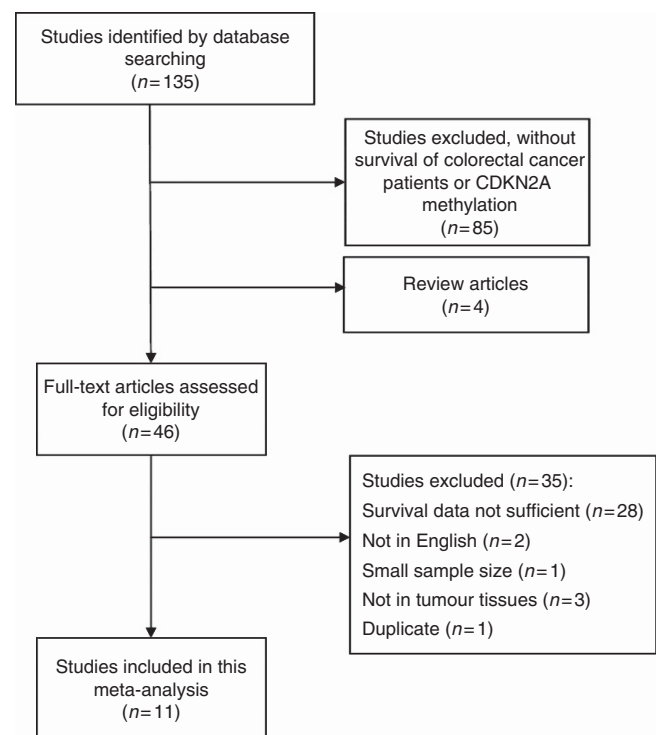 Studies identified by database
searching
(n=135)
Studies excluded, without
survival of colorectal cancer
patients or CDKN2A
methylation
(n=85)
Review articles
(n=4)
Full-text articles assessed
for eligibility
(n=46)
Studies excluded (n=35):
Survival data not sufficient (n=28)
Not in English (n=2)
Small sample size (n=1)
Not in tumour tissues (n=3)
Duplicate (n=1)
Studies included in this
meta-analysis
(n=11)